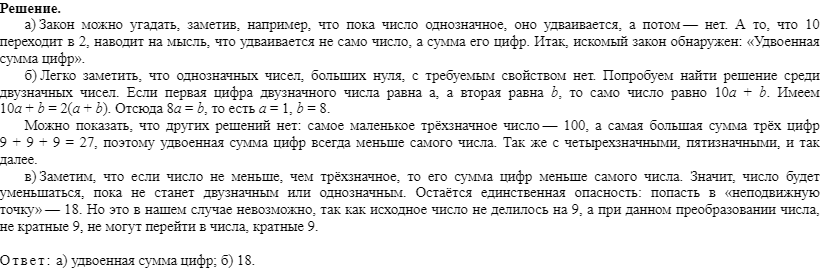 Решение.
а) Закон можно угадать, заметив, например, что пока число однозначное, оно удваивается, а потом — нет. А то, что 10
переходит в 2, наводит на мысль, что удваивается не само число, а сумма его цифр. Итак, искомый закон обнаружен: «Удвоенная
сумма цифр».
б) Легко заметить, что однозначных чисел, больших нуля, с требуемым свойством нет. Попробуем найти решение среди
двузначных чисел. Если первая цифра двузначного числа равна a, а вторая равна b, то само число равно 10a + b. Имеем
10a + b = 2(a + b). Отсюда 8a = b, то есть a = 1, b = 8.
Можно показать, что других решений нет: самое маленькое трёхзначное число — 100, а самая большая сумма трёх цифр
9 + 9 + 9 = 27, поэтому удвоенная сумма цифр всегда меньше самого числа. Так же с четырехзначными, пятизначными, и так
далее.
в) Заметим, что если число не меньше, чем трёхзначное, то его сумма цифр меньше самого числа. Значит, число будет
уменьшаться, пока не станет двузначным или однозначным. Остаётся единственная опасность: попасть в «неподвижную
точку» — 18. Но это в нашем случае невозможно, так как исходное число не делилось на 9, а при данном преобразовании числа,
не кратные 9, не могут перейти в числа, кратные 9.
Ответ: а) удвоенная сумма цифр; б) 18.